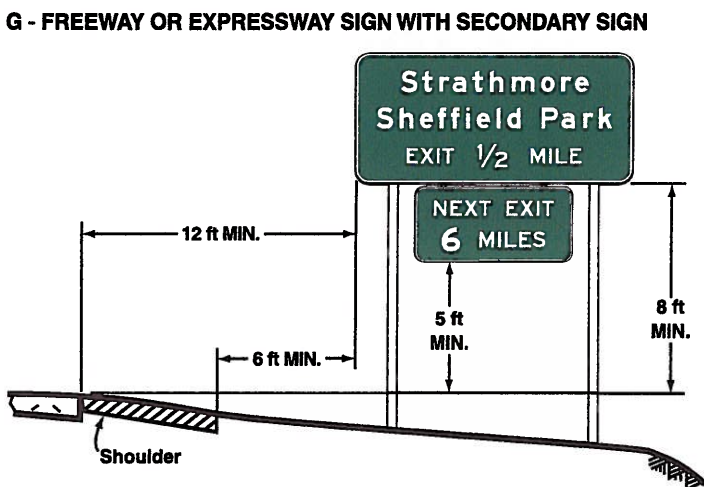 G - FREEWAY OR EXPRESSWAY SIGN WITH SECONDARY SIGN
Strathmore
Sheffield Park
EXIT 1/2 MILE
NEXT EXIT
6 MILES
12 ft MIN.
6 ft MIN.
5 ft
MIN.
8 ft
MIN.
Shoulder